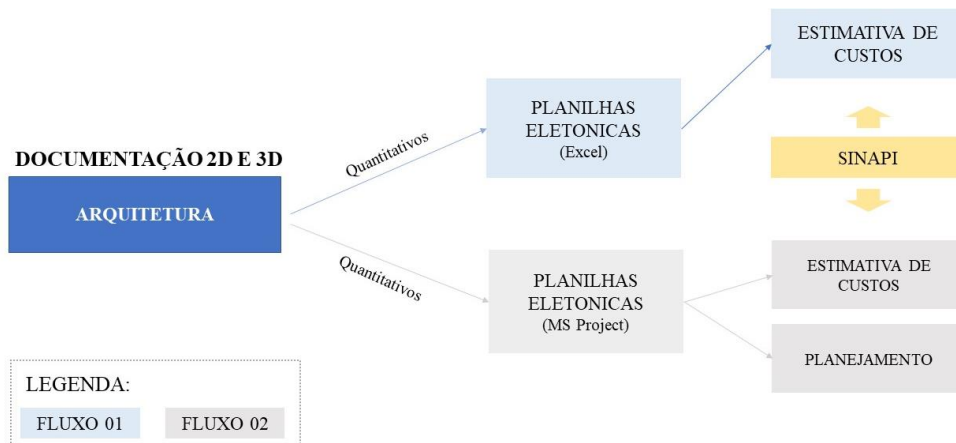 ESTIMATIVA DE
CUSTOS
PLANILHAS
ELETONICAS
(Excel)
Quantitativos
DOCUMENTAÇÃO 2D E 3D
SINAPI
ARQUITETURA
Quantitativos
PLANILHAS
ELETONICAS
(MS Project)
ESTIMATIVA DE
CUSTOS
PLANEJAMENTO
LEGENDA:
FLUXO 01
FLUXO 02